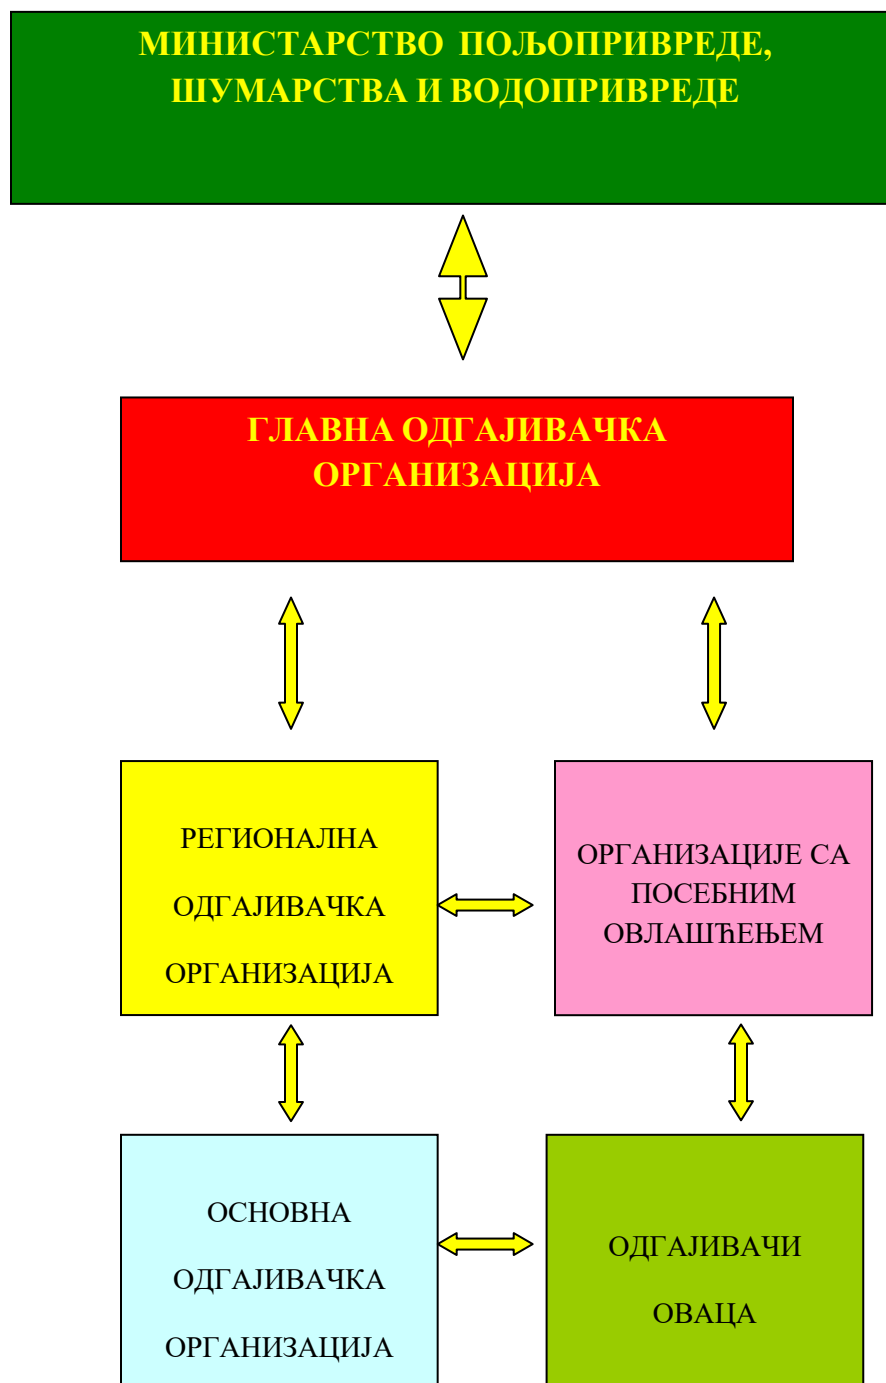 МИНИСТАРСТВО ПОЉОПРИВРЕДЕ,
ШУМАРСТВА И ВОДОПРИВРЕДЕ
ГЛАВНА ОДГАЈИВАЧКА
ОРГАНИЗАЦИЈА
РЕГИОНАЛНА
ОДГАЈИВАЧКА
ОРГАНИЗАЦИЈА
ОРГАНИЗАЦИЈЕ СА
ПОСЕБНИМ
ОВЛАШЋЕЊЕМ
ОСНОВНА
ОДГАЈИВАЧКА
ОРГАНИЗАЦИЈА
ОДГАЈИВАЧИ
ОВАЦА